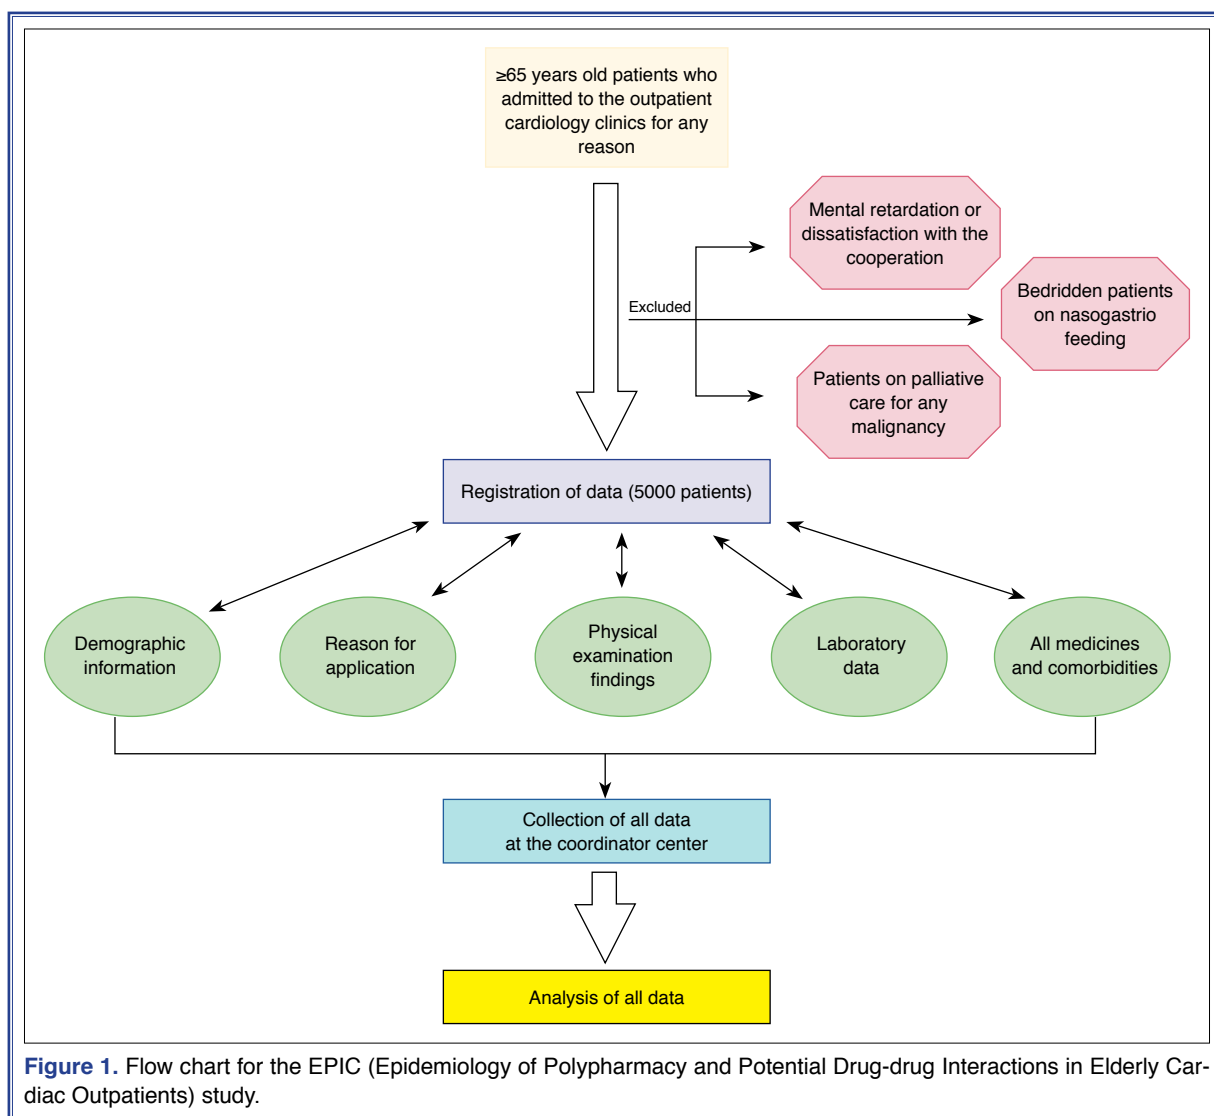 ≥65 years old patients who
admitted to the outpatient
cardiology clinics for any
reason
Mental retardation or
dissatisfaction with the
cooperation
Excluded
Bedridden patients
on nasogastrio
feeding
Patients on palliative
care for any
malignancy
Registration of data (5000 patients)
Demographic
information
Reason for
application
Physical
examination
findings
Laboratory
data
All medicines
and comorbidities
Collection of all data
at the coordinator center
Analysis of all data
Figure 1. Flow chart for the EPIC (Epidemiology of Polypharmacy and Potential Drug-drug Interactions in Elderly Car-
diac Outpatients) study.